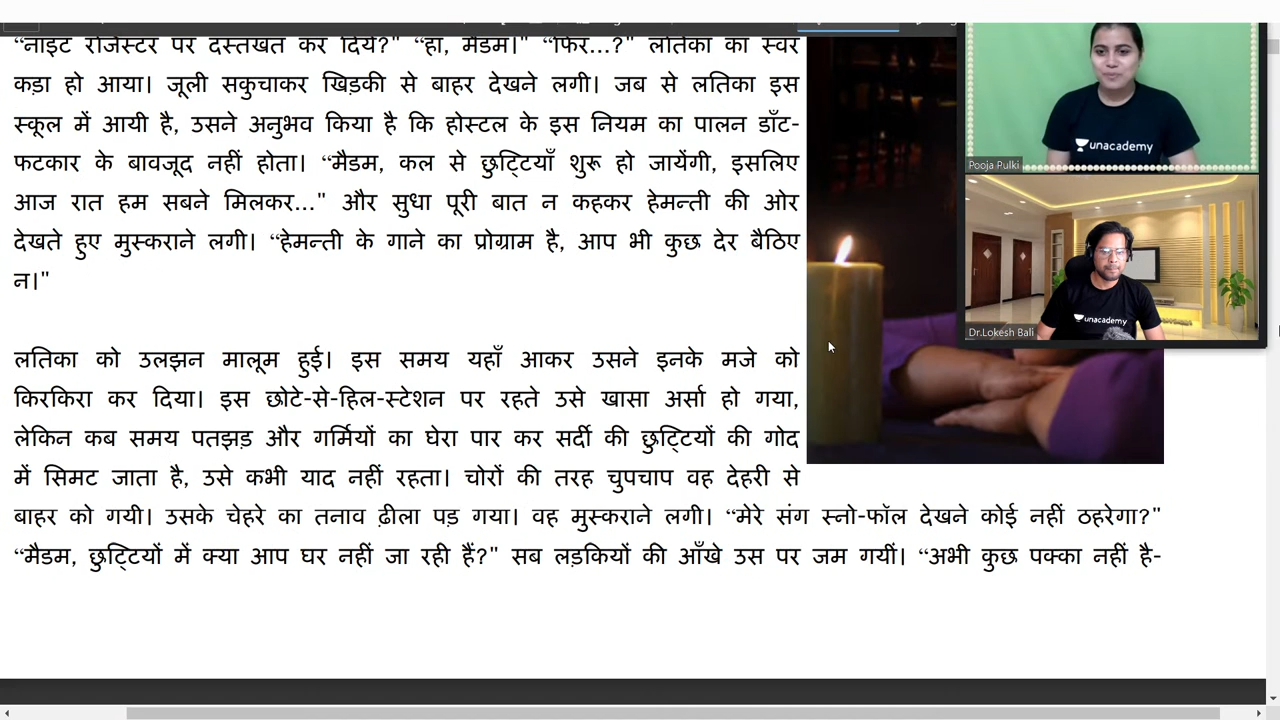 “नाइट रजिस्टर पर दस्तखत कर दिये?" “हाँ, मैडम।" “फिर...?" लतिका का स्वर
कड़ा हो आया। जूली सकुचाकर खिड़की से बाहर देखने लगी। जब से लतिका इस
स्कूल में आयी है, उसने अनुभव किया है कि होस्टल के इस नियम का पालन डाँट-
फटकार के बावजूद नहीं होता। “मैडम, कल से छुट्टियाँ शुरू हो जायेंगी, इसलिए
आज रात हम सबने मिलकर..." और सुधा पूरी बात न कहकर हेमन्ती की ओर
देखते हुए मुस्कराने लगी। “हेमन्ती के गाने का प्रोग्राम है, आप भी कुछ देर बैठिए
न।"
लतिका को उलझन मालूम हुई। इस समय यहाँ आकर उसने इनके मजे को
किरकिरा कर दिया। इस छोटे-से-हिल-स्टेशन पर रहते उसे खासा अर्सा हो गया,
लेकिन कब समय पतझड़ और गर्मियों का घेरा पार कर सर्दी की छुट्टियों की गोद
में सिमट जाता है, उसे कभी याद नहीं रहता। चोरों की तरह चुपचाप वह देहरी से
बाहर को गयी। उसके चेहरे का तनाव ढ़ीला पड़ गया। वह मुस्कराने लगी। “मेरे संग स्नो-फॉल देखने कोई नहीं ठहरेगा?"
“मैडम, छुट्टियों में क्या आप घर नहीं जा रही हैं?" सब लड़कियों की आँखे उस पर जम गयीं। “अभी कुछ पक्का नहीं है-
unacademy
Pooja Pulki
unacademy
Dr.Lokesh Bali